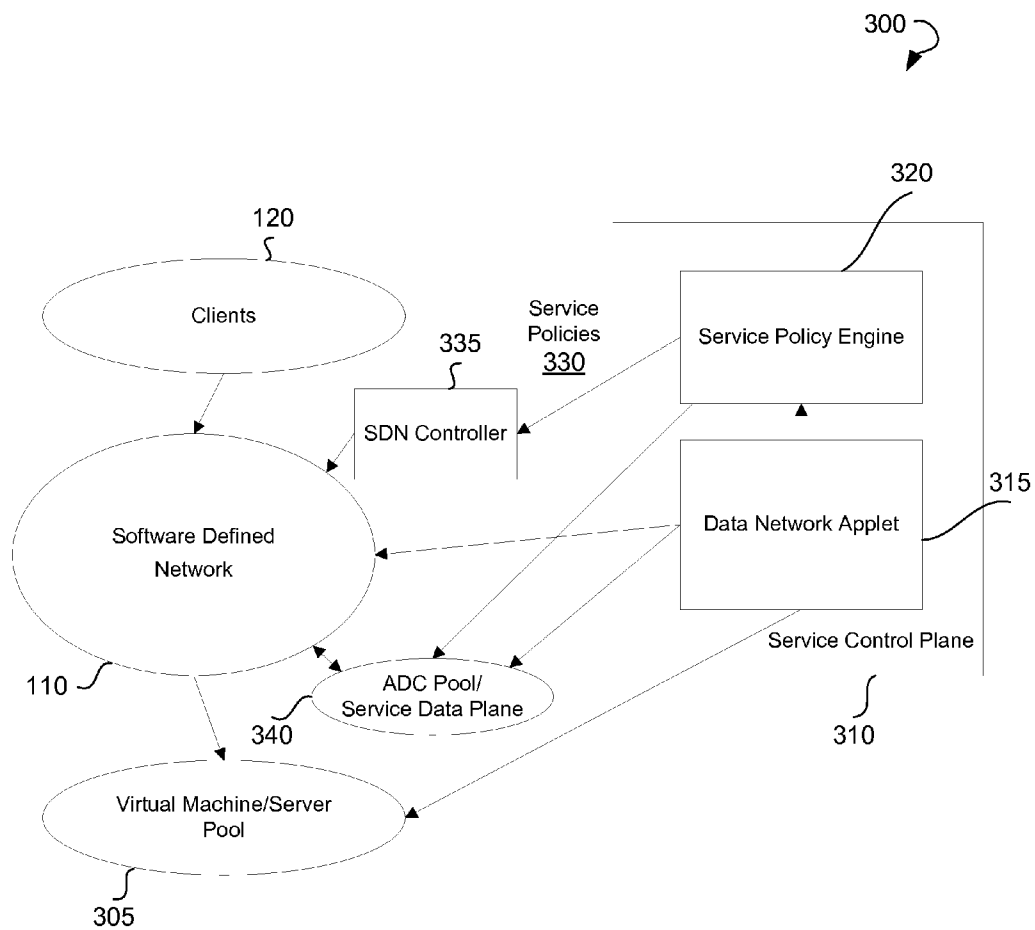 300
320
120
Clients
Service
Policies
330
Service Policy Engine
335
SDN Controller
315
Data Network Applet
Software Defined
Network
Service Control Plane
110
ADC Pool/
Service Data Plane
340
310
Virtual Machine/Server
Pool
305